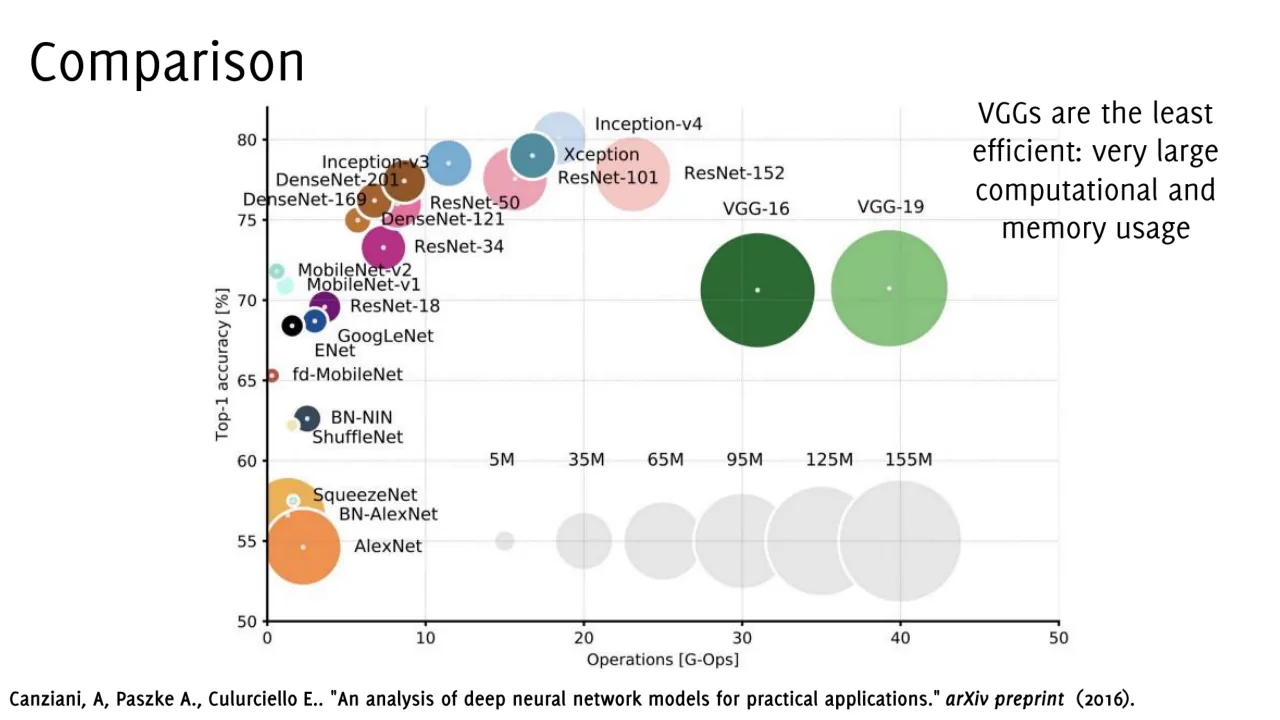 Comparison
VGGs are the least
efficient: very large
computational and
memory usage
Top-1 accuracy [%]
80
75
70
65
60
55
50
Inception-v4
Xception
Inception-v3
ResNet-152
ResNet-101
DenseNet-201
DenseNet-169
ResNet-50
VGG-16
VGG-19
DenseNet-121
ResNet-34
MobileNet-v2
MobileNet-v1
ResNet-18
GoogLeNet
ENet
fd-MobileNet
BN-NIN
ShuffleNet
5M 35M 65M 95M 125M 155M
SqueezeNet
BN-AlexNet
AlexNet
0 10 20 30 40 50
Operations [G-Ops]
Canziani, A, Paszke A., Culurciello E.. "An analysis of deep neural network models for practical applications." arXiv preprint (2016).